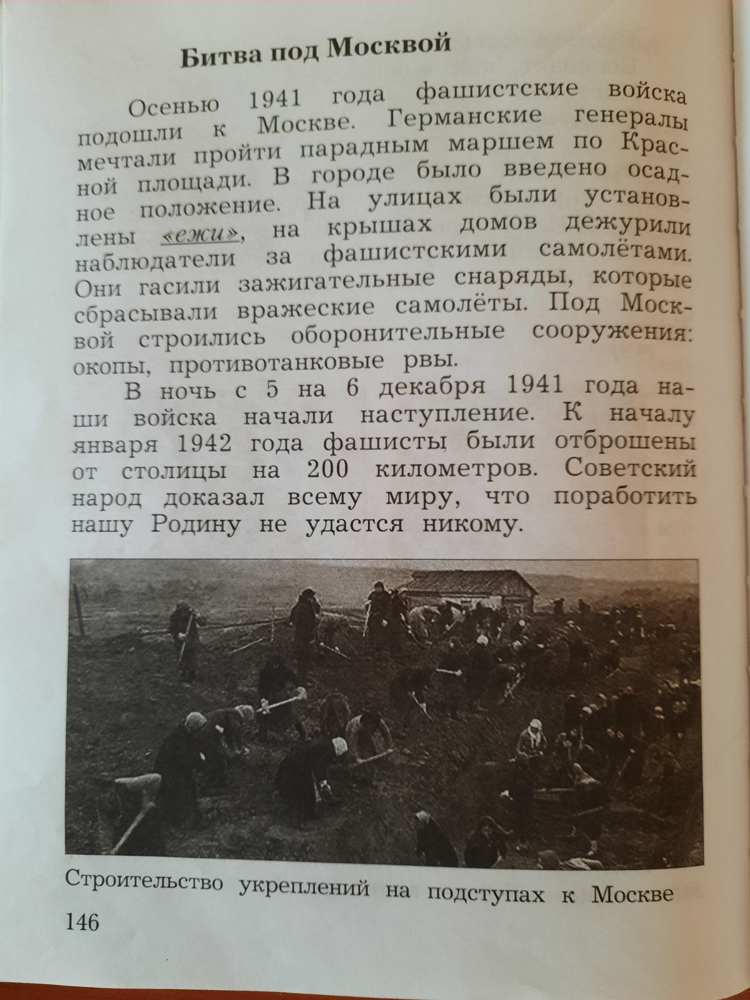 Битва под Москвой
Осенью 1941 года фашистские войска
подошли к Москве. Германские генералы
мечтали пройти парадным маршем по Крас-
ной площади. В городе было введено осад-
ное положение. На улицах были установ-
лены «ежи», на крышах домов дежурили
наблюдатели за фашистскими самолётами.
Они гасили зажигательные снаряды, которые
сбрасывали вражеские самолёты. Под Моск-
вой строились оборонительные сооружения:
окопы, противотанковые рвы.
В ночь с 5 на 6 декабря 1941 года на-
ши войска начали наступление. К началу
января 1942 года фашисты были отброшены
от столицы на 200 километров. Советский
народ доказал всему миру, что поработить
нашу Родину не удастся никому.
Строительство укреплений на подступах к Москве
146